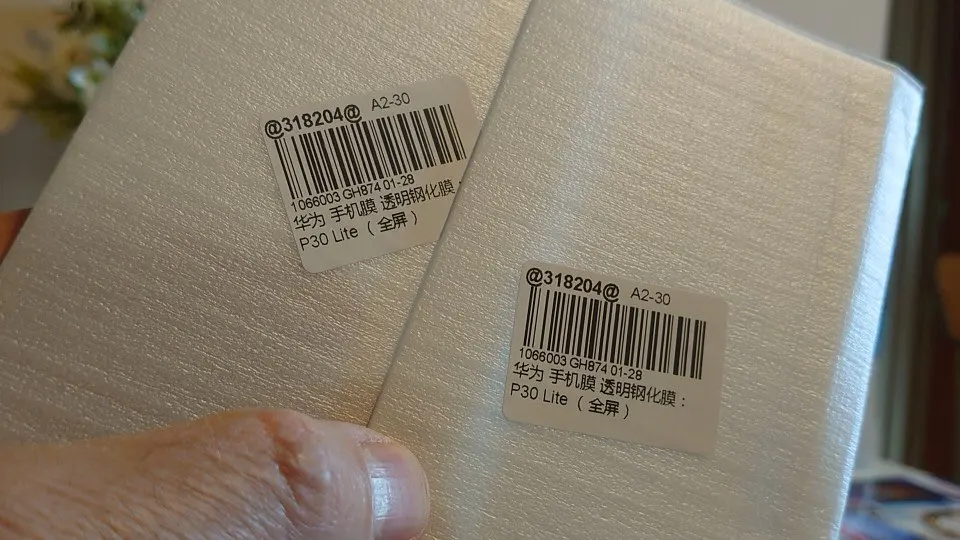 @318204@ A2-30
1066003 GH874 01-28
华为 手机膜 透明钢化膜
P30 Lite （全屏）
@318204@ A2-30
1066003 GH874 01-28
华为 手机膜 透明钢化膜：
P30 Lite （全屏）